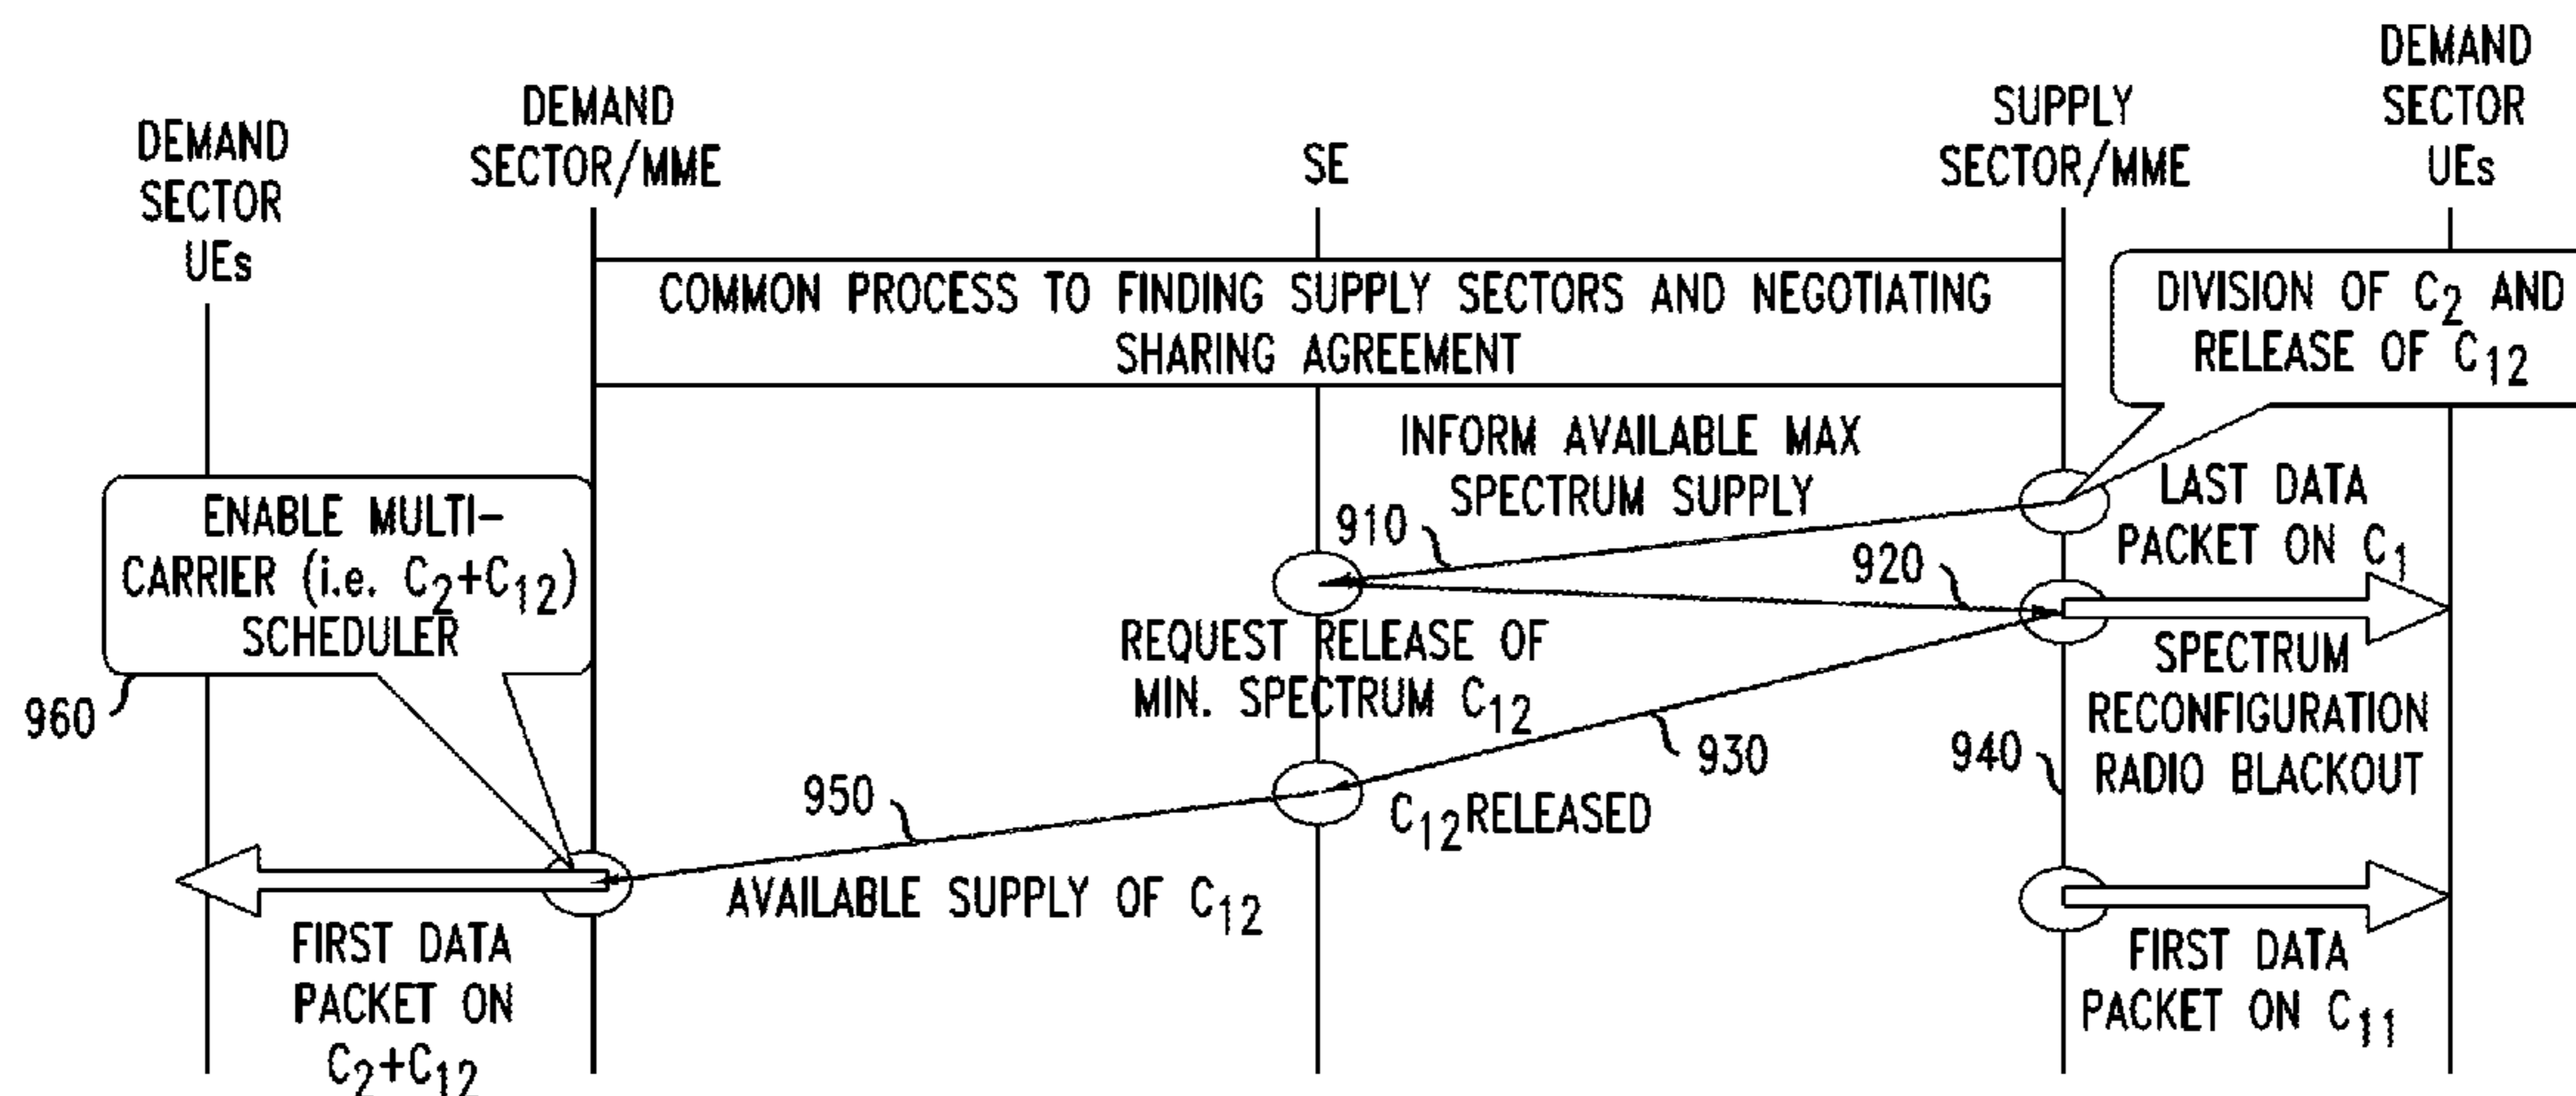 DEMAND
SECTOR
UEs
DEMAND
SECTOR/MME
SE
SUPPLY
SECTOR/MME
DEMAND
SECTOR
UEs
COMMON PROCESS TO FINDING SUPPLY SECTORS AND NEGOTIATING
SHARING AGREEMENT
DIVISION OF C2 AND
RELEASE OF C12
INFORM AVAILABLE MAX
SPECTRUM SUPPLY
910
LAST DATA
PACKET ON C1
920
ENABLE MULTI-
CARRIER (i.e. C2+C12)
SCHEDULER
960
REQUEST RELEASE OF
MIN. SPECTRUM C12
930
SPECTRUM
RECONFIGURATION
RADIO BLACKOUT
940
C12 RELEASED
950
AVAILABLE SUPPLY OF C12
FIRST DATA
PACKET ON
C2+C12
FIRST DATA
PACKET ON C11